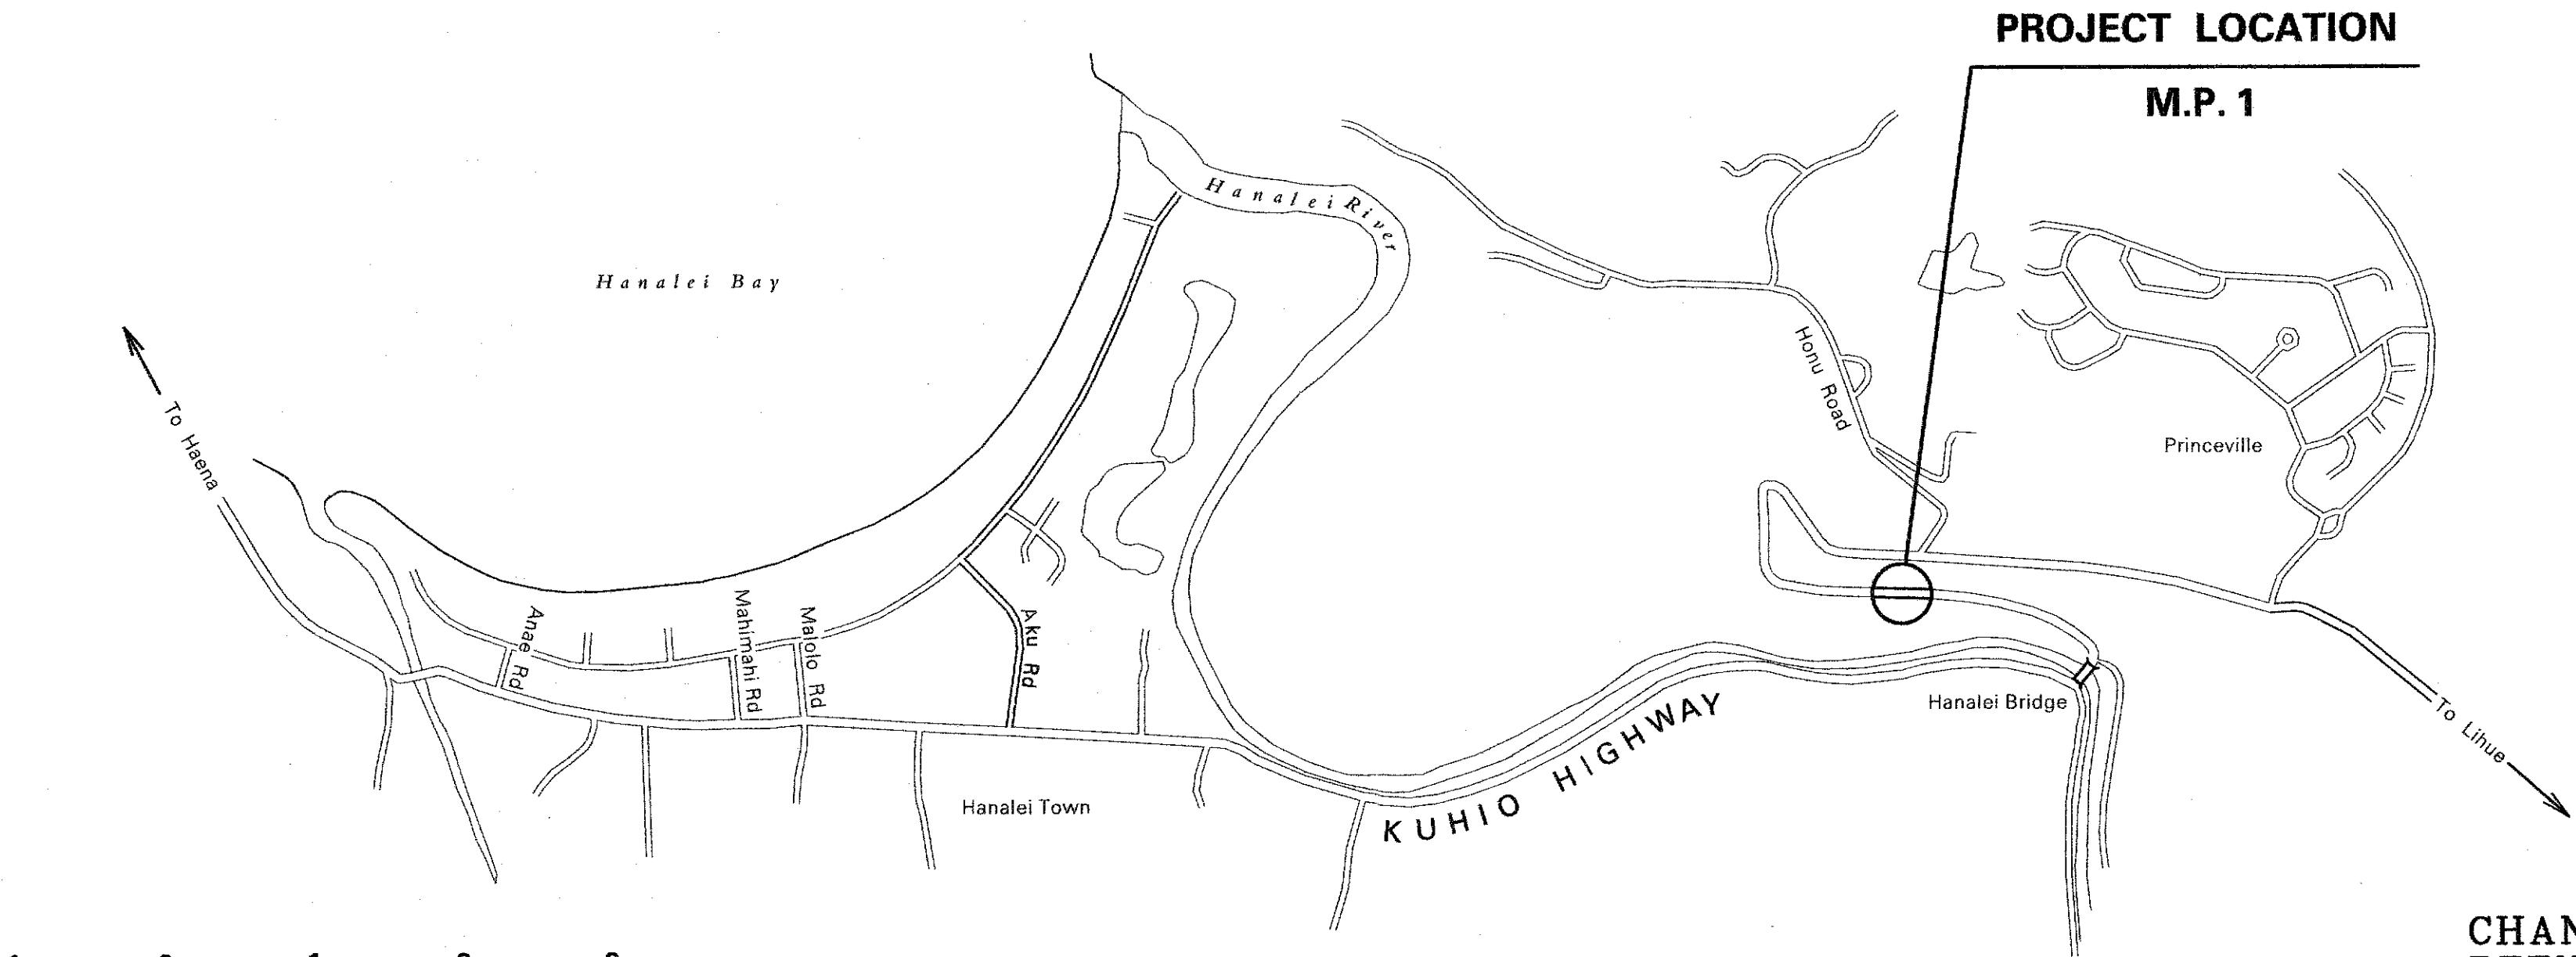 PROJECT LOCATION
M.P. 1
Hanalei River
Hanalei Bay
To Haena
Honu Road
Princeville
Anae Rd
Mahimahi Rd
Malolo Rd
Aku Rd
Hanalei Bridge
KUHIO HIGHWAY
To Lihue
Hanalei Town
CHAN